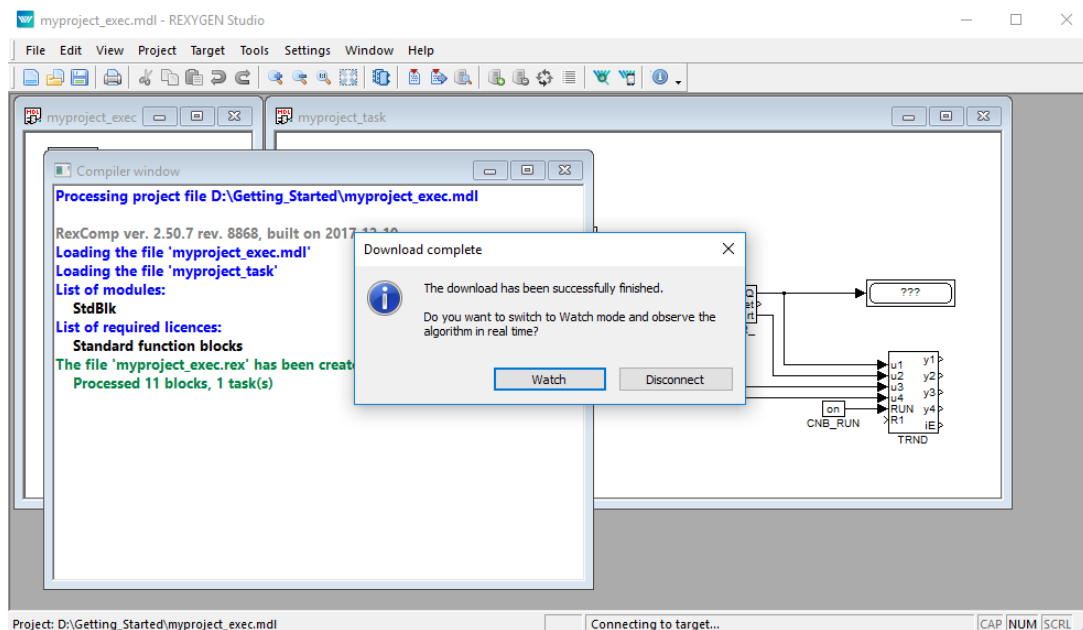 myproject_exec.mdl - REXYGEN Studio
File Edit View Project Target Tools Settings Window Help
myproject_exec
myproject_task
Compiler window
Processing project file D:\Getting_Started\myproject_exec.mdl
RexComp ver. 2.50.7 rev. 8868, built on 2017-12-10
Loading the file 'myproject_exec.mdl'
Loading the file 'myproject_task'
List of modules:
StdBlk
List of required licences:
Standard function blocks
The file 'myproject_exec.rex' has been creat
Processed 11 blocks, 1 task(s)
Download complete
The download has been successfully finished.
Do you want to switch to Watch mode and observe the
algorithm in real time?
Watch Disconnect
Q
et
rt
???
u1 y1
u2 y2
u3 y3
u4
RUN y4
R1 iE
TRND
on
CNB_RUN
Project: D:\Getting_Started\myproject_exec.mdl
Connecting to target...
CAP NUM SCRL